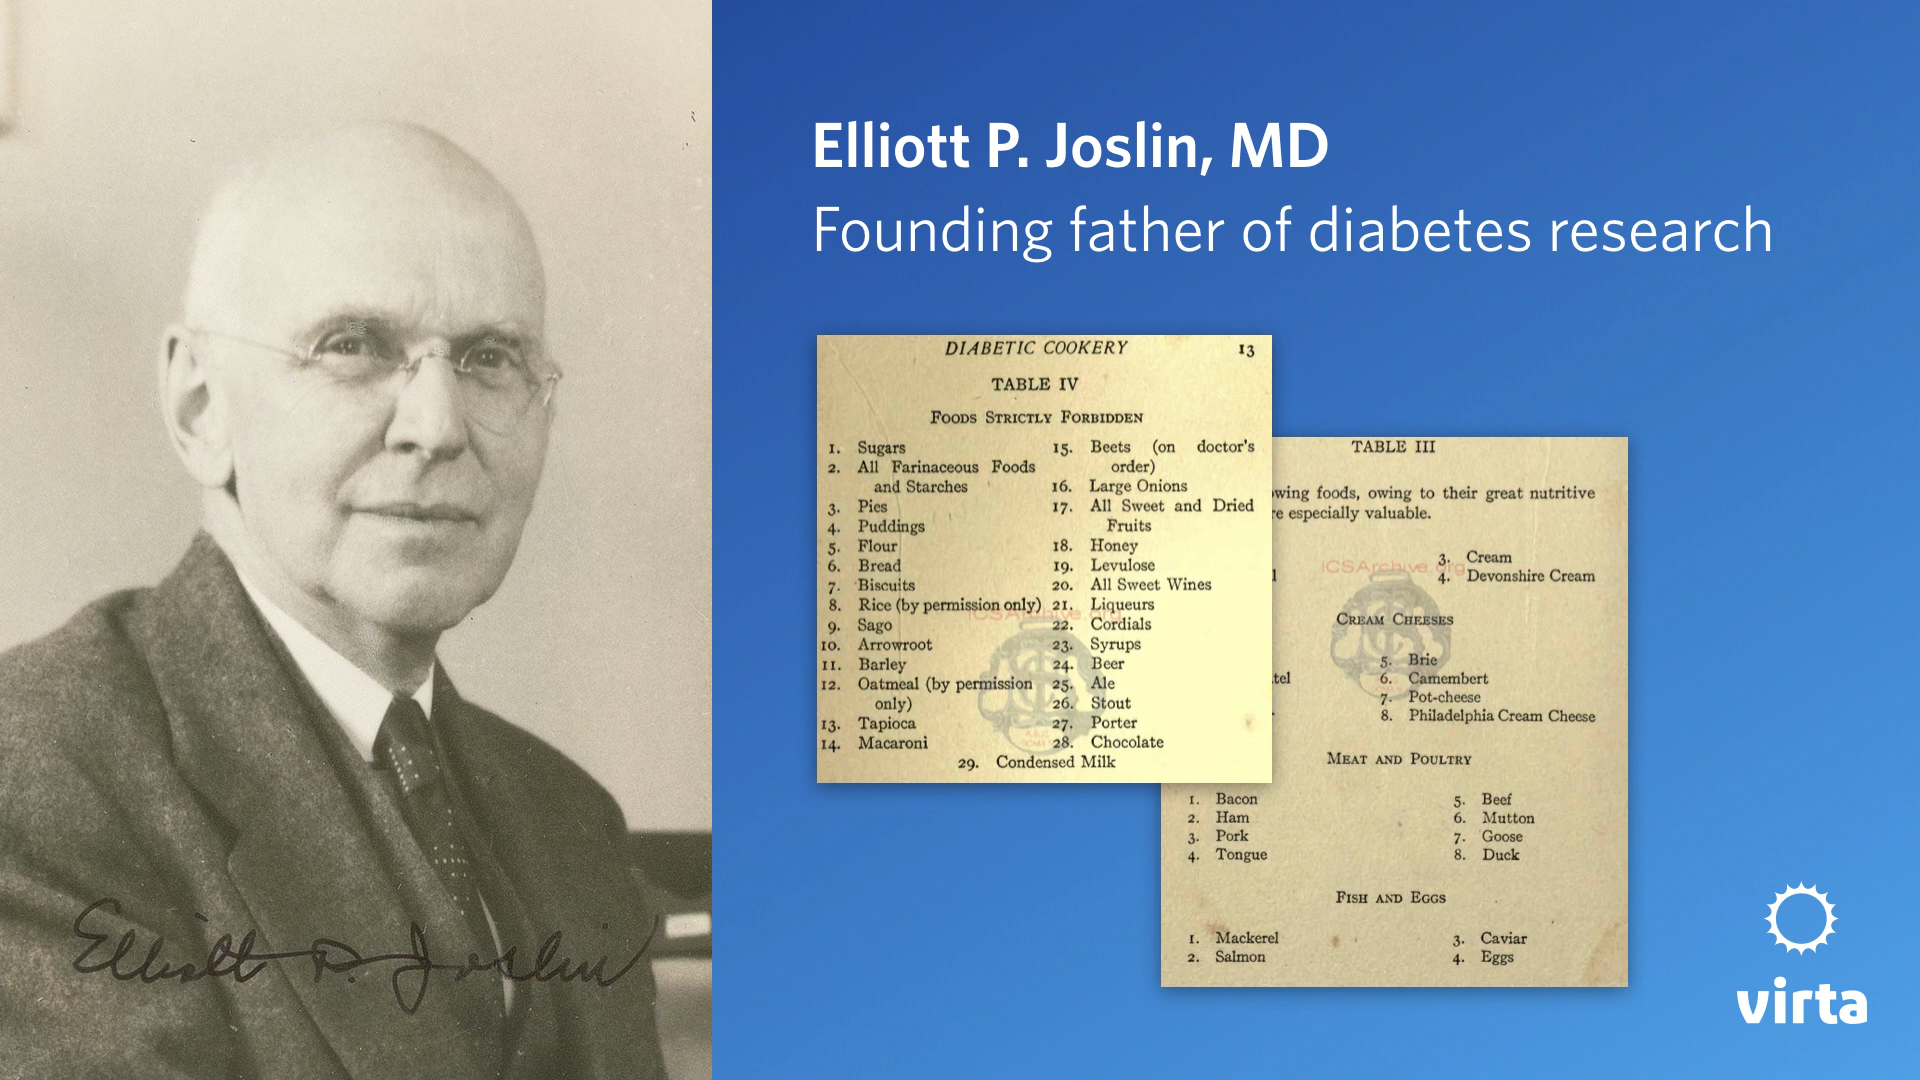 Elliott P. Joslin, MD
Founding father of diabetes research
DIABETIC COOKERY 13
TABLE IV
FOODS STRICTLY FORBIDDEN
1. Sugars
2. All Farinaceous Foods
and Starches
3. Pies
4. Puddings
5. Flour
6. Bread
7. Biscuits
8. Rice (by permission only)
9. Sago
10. Arrowroot
11. Barley
12. Oatmeal (by permission
only)
13. Tapioca
14. Macaroni
15. Beets (on doctor's
order)
16. Large Onions
17. All Sweet and Dried
Fruits
18. Honey
19. Levulose
20. All Sweet Wines
21. Liqueurs
22. Cordials
23. Syrups
24. Beer
25. Ale
26. Stout
27. Porter
28. Chocolate
29. Condensed Milk
ICSArchive.org
TABLE III
wing foods, owing to their great nutritive
e especially valuable.
3. Cream
4. Devonshire Cream
ICSArchive.org
CREAM CHEESES
5. Brie
6. Camembert
7. Pot-cheese
8. Philadelphia Cream Cheese
MEAT AND POULTRY
1. Bacon
2. Ham
3. Pork
4. Tongue
5. Beef
6. Mutton
7. Goose
8. Duck
FISH AND EGGS
1. Mackerel
2. Salmon
3. Caviar
4. Eggs
Elliott P. Joslin
virta